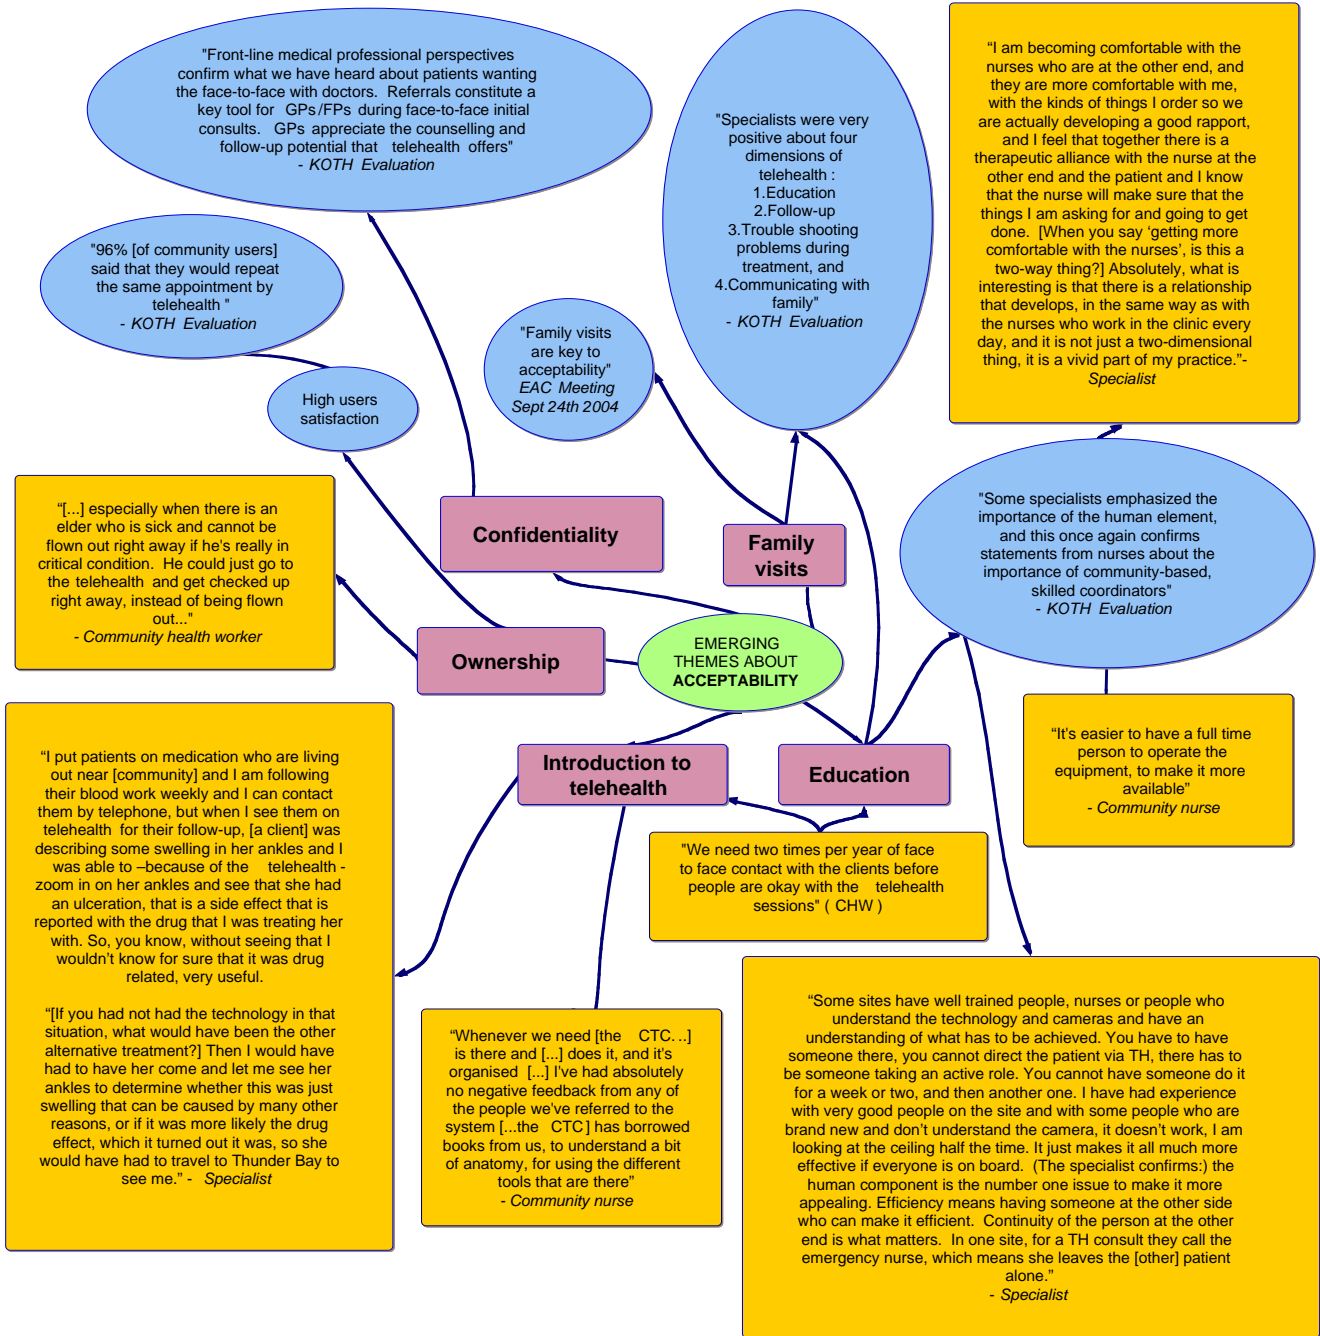 "Front-line medical professional perspectives
confirm what we have heard about patients wanting
the face-to-face with doctors. Referrals constitute a
key tool for GPs/FPs during face-to-face initial
consults. GPs appreciate the counselling and
follow-up potential that telehealth offers"
- KOTH Evaluation
"Specialists were very
positive about four
dimensions of
telehealth :
1.Education
2.Follow-up
3.Trouble shooting
problems during
treatment, and
4.Communicating with
family"
- KOTH Evaluation
“I am becoming comfortable with the
nurses who are at the other end, and
they are more comfortable with me,
with the kinds of things I order so we
are actually developing a good rapport,
and I feel that together there is a
therapeutic alliance with the nurse at the
other end and the patient and I know
that the nurse will make sure that the
things I am asking for and going to get
done. [When you say ‘getting more
comfortable with the nurses’, is this a
two-way thing?] Absolutely, what is
interesting is that there is a relationship
that develops, in the same way as with
the nurses who work in the clinic every
day, and it is not just a two-dimensional
thing, it is a vivid part of my practice.”-
Specialist
"96% [of community users]
said that they would repeat
the same appointment by
telehealth "
- KOTH Evaluation
"Family visits
are key to
acceptability"
EAC Meeting
Sept 24th 2004
High users
satisfaction
“[...] especially when there is an
elder who is sick and cannot be
flown out right away if he's really in
critical condition. He could just go to
the telehealth and get checked up
right away, instead of being flown
out..."
- Community health worker
Confidentiality
Family
visits
"Some specialists emphasized the
importance of the human element,
and this once again confirms
statements from nurses about the
importance of community-based,
skilled coordinators"
- KOTH Evaluation
Ownership
EMERGING
THEMES ABOUT
ACCEPTABILITY
“I put patients on medication who are living
out near [community] and I am following
their blood work weekly and I can contact
them by telephone, but when I see them on
telehealth for their follow-up, [a client] was
describing some swelling in her ankles and I
was able to –because of the telehealth -
zoom in on her ankles and see that she had
an ulceration, that is a side effect that is
reported with the drug that I was treating her
with. So, you know, without seeing that I
wouldn’t know for sure that it was drug
related, very useful.
“[If you had not had the technology in that
situation, what would have been the other
alternative treatment?] Then I would have
had to have her come and let me see her
ankles to determine whether this was just
swelling that can be caused by many other
reasons, or if it was more likely the drug
effect, which it turned out it was, so she
would have had to travel to Thunder Bay to
see me.” - Specialist
Introduction to
telehealth
Education
“It's easier to have a full time
person to operate the
equipment, to make it more
available”
- Community nurse
"We need two times per year of face
to face contact with the clients before
people are okay with the telehealth
sessions" ( CHW )
“Whenever we need [the CTC. ..]
is there and [...] does it, and it's
organised [...] I've had absolutely
no negative feedback from any of
the people we've referred to the
system [...the CTC ] has borrowed
books from us, to understand a bit
of anatomy, for using the different
tools that are there”
- Community nurse
“Some sites have well trained people, nurses or people who
understand the technology and cameras and have an
understanding of what has to be achieved. You have to have
someone there, you cannot direct the patient via TH, there has to
be someone taking an active role. You cannot have someone do it
for a week or two, and then another one. I have had experience
with very good people on the site and with some people who are
brand new and don’t understand the camera, it doesn’t work, I am
looking at the ceiling half the time. It just makes it all much more
effective if everyone is on board. (The specialist confirms:) the
human component is the number one issue to make it more
appealing. Efficiency means having someone at the other side
who can make it efficient. Continuity of the person at the other
end is what matters. In one site, for a TH consult they call the
emergency nurse, which means she leaves the [other] patient
alone.”
- Specialist